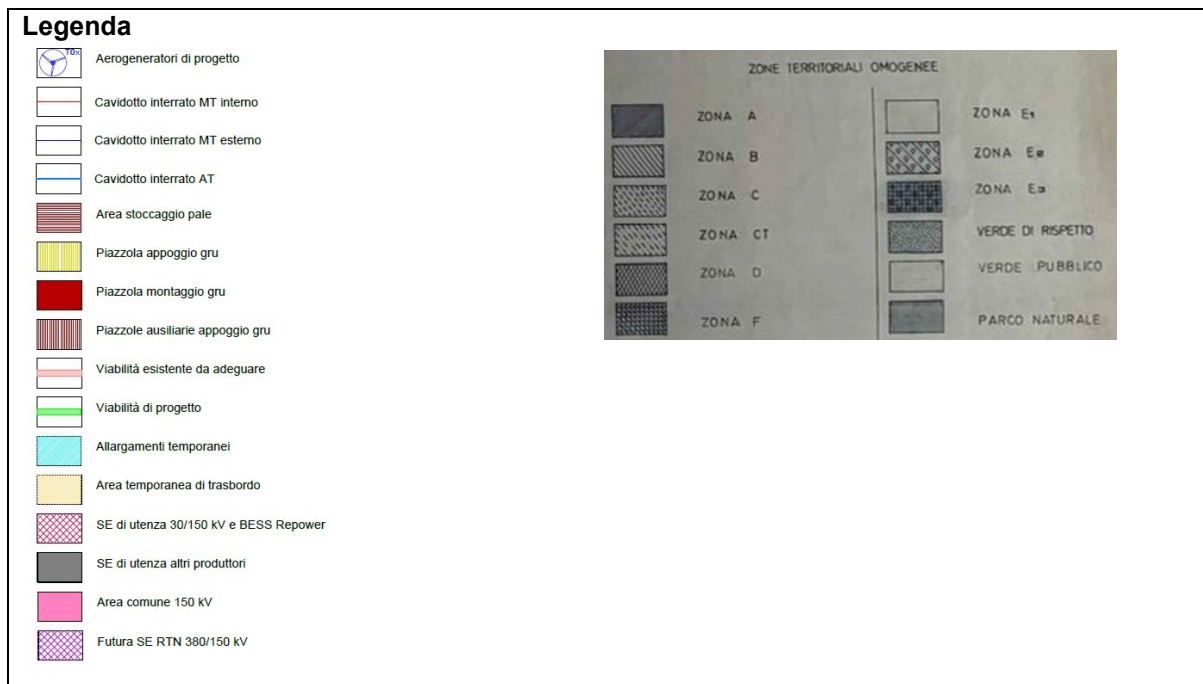 Legenda
T0x
Aerogeneratori di progetto
Cavidotto interrato MT interno
Cavidotto interrato MT esterno
Cavidotto interrato AT
Area stoccaggio pale
Piazzola appoggio gru
Piazzola montaggio gru
Piazzole ausiliarie appoggio gru
Viabilità esistente da adeguare
Viabilità di progetto
Allargamenti temporanei
Area temporanea di trasbordo
SE di utenza 30/150 kV e BESS Repower
SE di utenza altri produttori
Area comune 150 kV
Futura SE RTN 380/150 kV
ZONE TERRITORIALI OMOGENEE
ZONA A
ZONA B
ZONA C
ZONA CT
ZONA D
ZONA F
ZONA E1
ZONA E2
ZONA E3
VERDE DI RISPETTO
VERDE PUBBLICO
PARCO NATURALE